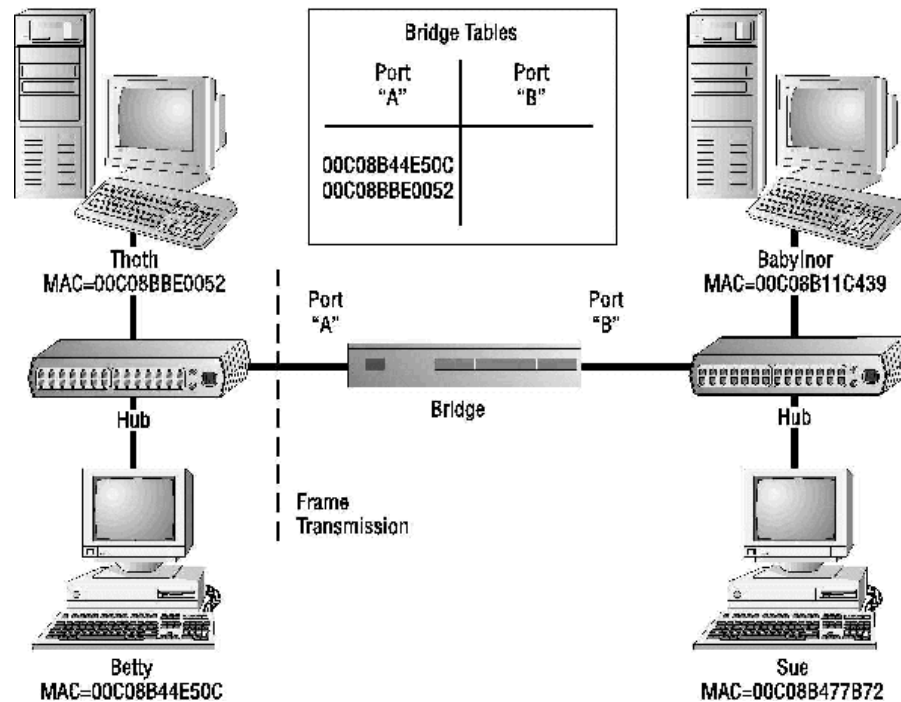 Bridge Tables
Port "A"
Port "B"
00C08B44E50C
00C08BBE0052
Thoth
MAC=00C08BBE0052
Babylnor
MAC=00C08B11C439
Port "A"
Port "B"
Hub
Bridge
Hub
Frame
Transmission
Betty
MAC=00C08B44E50C
Sue
MAC=00C08B477B72